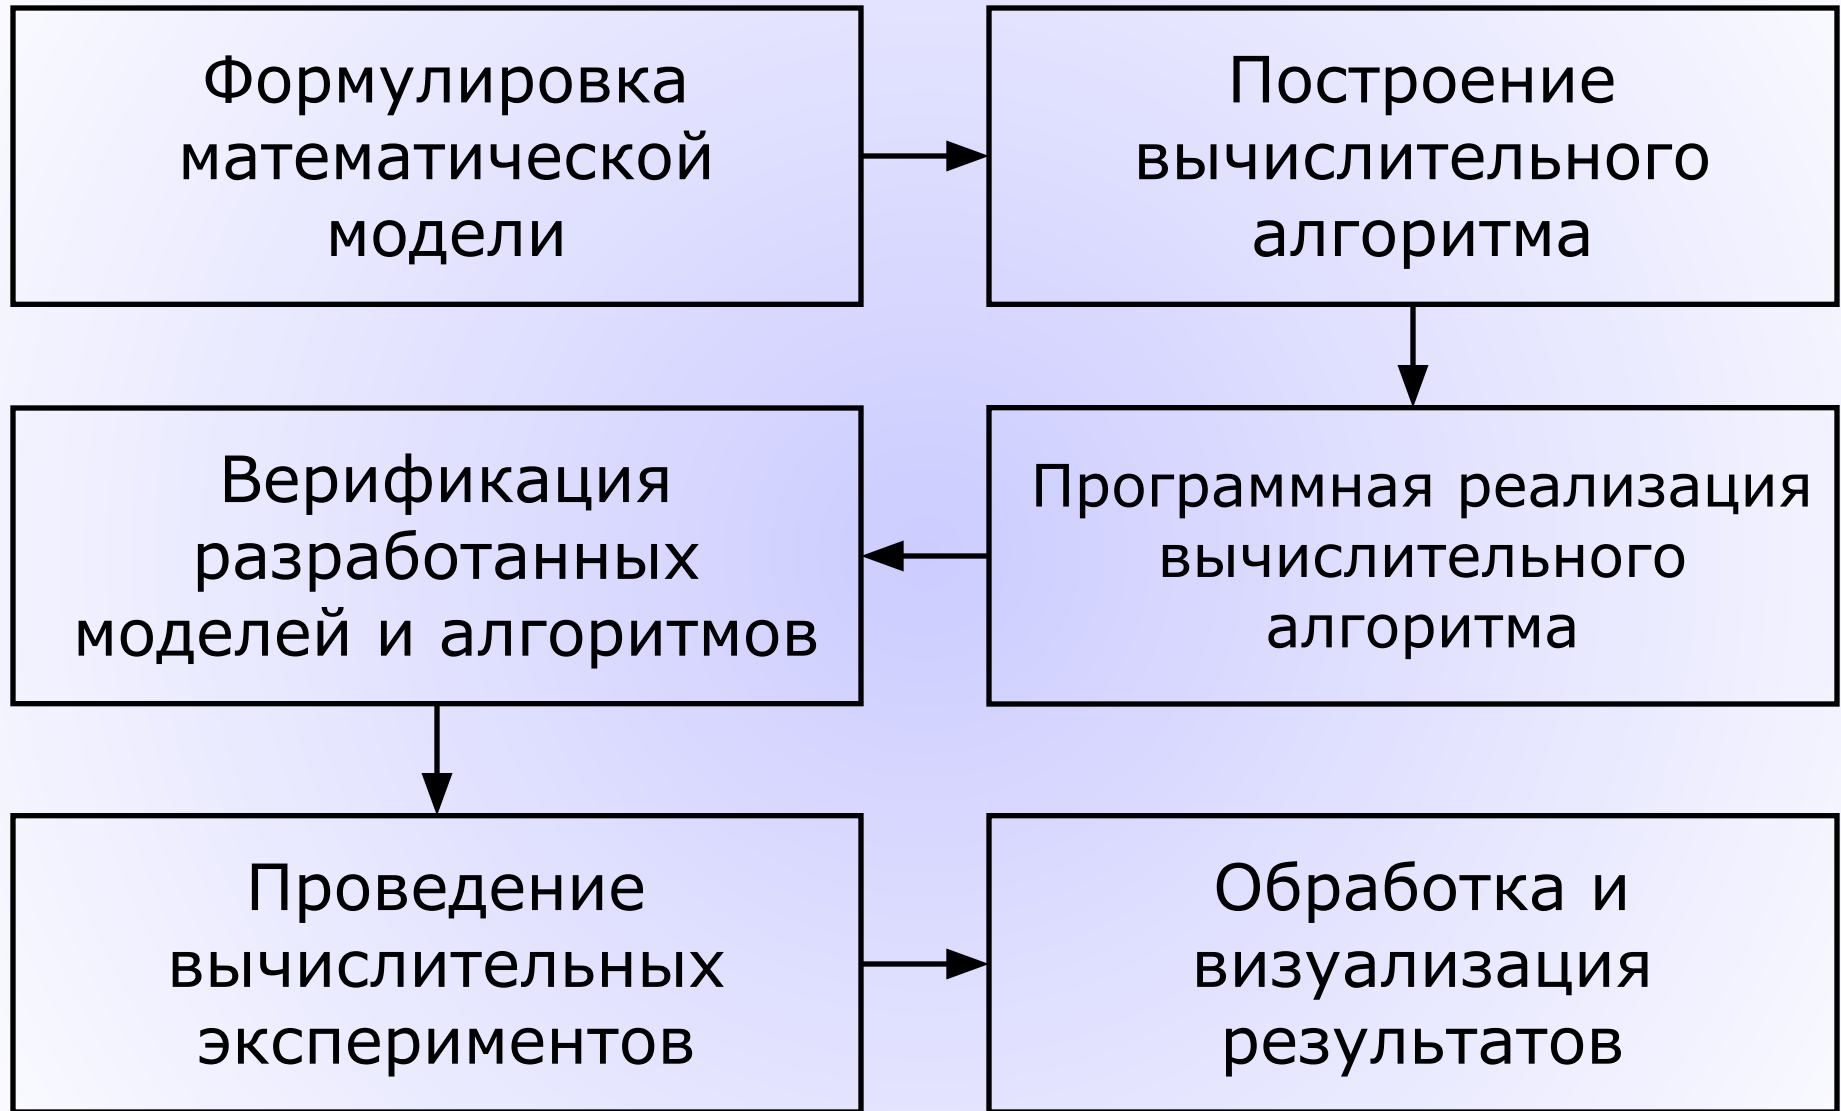 Формулировка
математической
модели
Построение
вычислительного
алгоритма
Программная реализация
вычислительного
алгоритма
Верификация
разработанных
моделей и алгоритмов
Проведение
вычислительных
экспериментов
Обработка и
визуализация
результатов